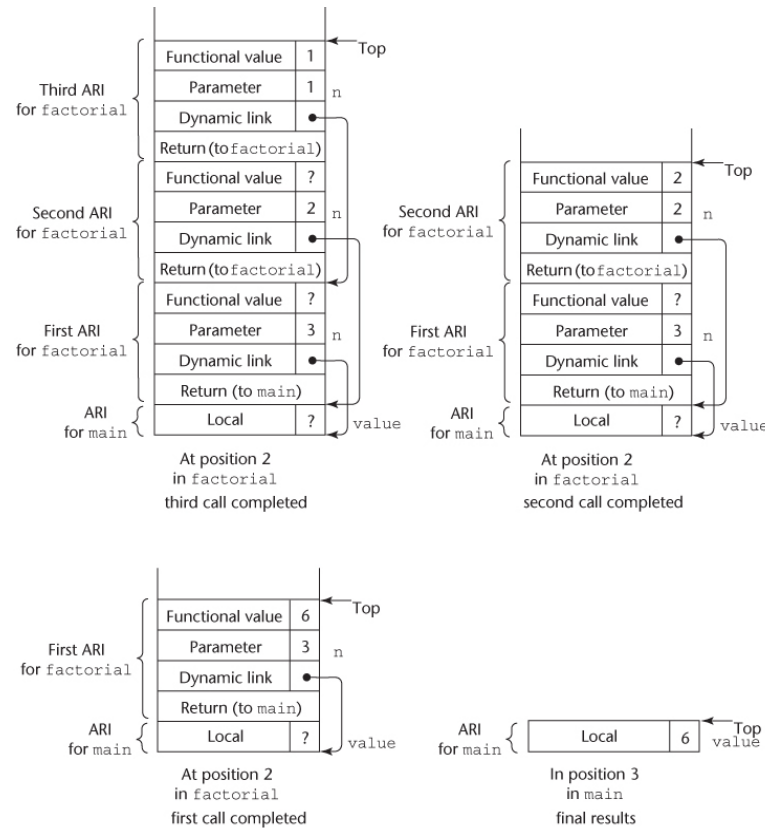 Top
Functional value 1
Third ARI
for factorial
Parameter 1 n
Dynamic link
Return (to factorial)
Functional value ?
Second ARI
for factorial
Parameter 2 n
Dynamic link
Return (to factorial)
Functional value ?
First ARI
for factorial
Parameter 3 n
Dynamic link
Return (to main)
ARI
for main
Local ? value
At position 2
in factorial
third call completed
Top
Functional value 2
Second ARI
for factorial
Parameter 2 n
Dynamic link
Return (to factorial)
Functional value ?
First ARI
for factorial
Parameter 3 n
Dynamic link
Return (to main)
ARI
for main
Local ? value
At position 2
in factorial
second call completed
Top
Functional value 6
First ARI
for factorial
Parameter 3 n
Dynamic link
Return (to main)
ARI
for main
Local ? value
At position 2
in factorial
first call completed
Top
ARI
for main
Local 6 value
In position 3
in main
final results